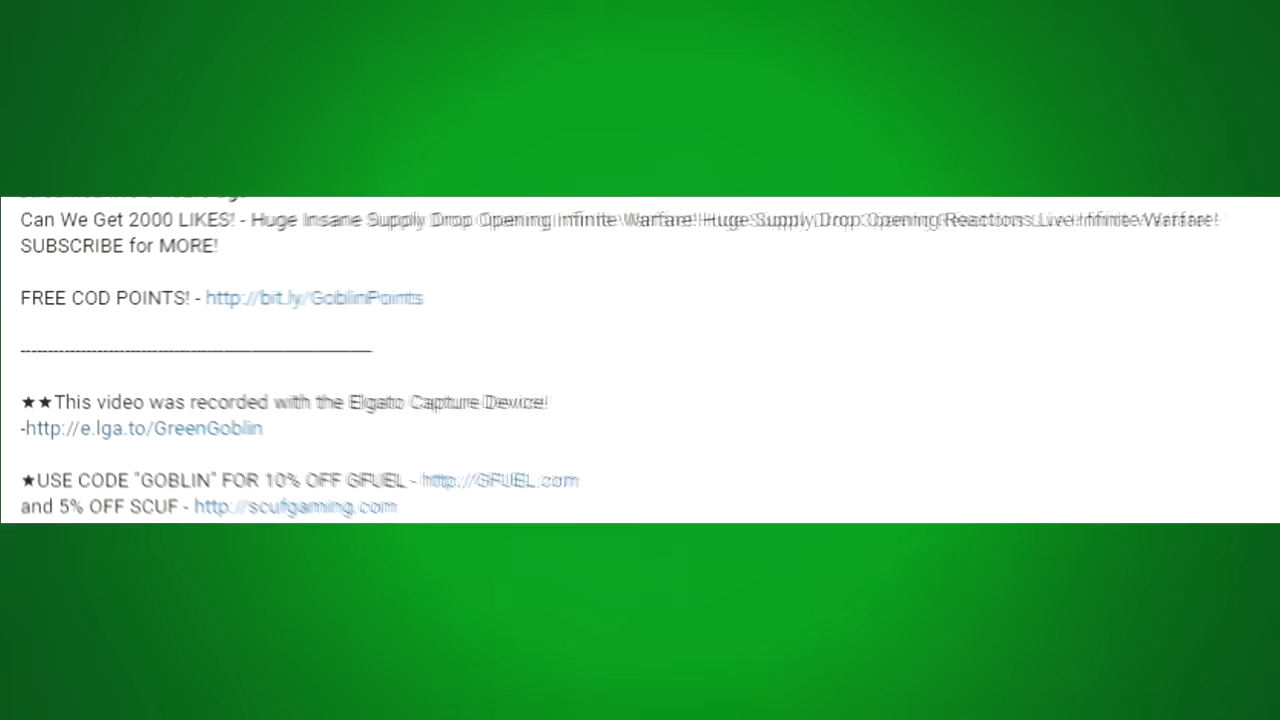 Can We Get 2000 LIKES! - Huge Insane Supply Drop Opening Infinite Warfare! Huge Supply Drop Opening Reactions Live Infinite Warfare!
SUBSCRIBE for MORE!
FREE COD POINTS! - http://bit.ly/GoblinPoints
-------------------------------------------------------
★★This video was recorded with the Elgato Capture Device!
-http://e.lga.to/GreenGoblin
★USE CODE "GOBLIN" FOR 10% OFF GFUEL - http://GFUEL.com
and 5% OFF SCUF - http://scufgaming.com